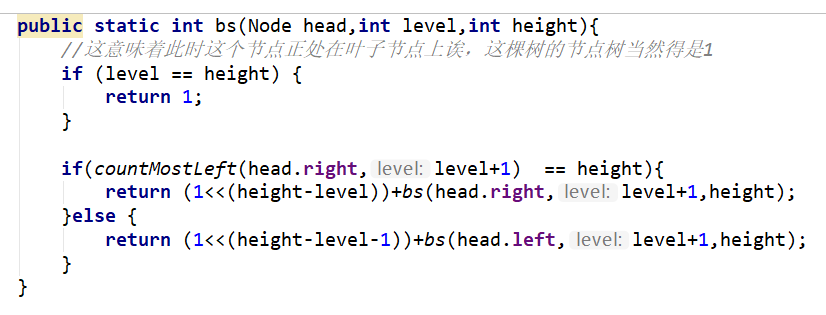 public static int bs(Node head,int level,int height){
//这意味着此时这个节点正处在叶子节点上诶，这棵树的节点树当然得是1
if (level == height) {
return 1;
}
if(countMostLeft(head.right, level: level+1) == height){
return (1<<(height-level))+bs(head.right, level: level+1,height);
}else {
return (1<<(height-level-1))+bs(head.left, level: level+1,height);
}
}